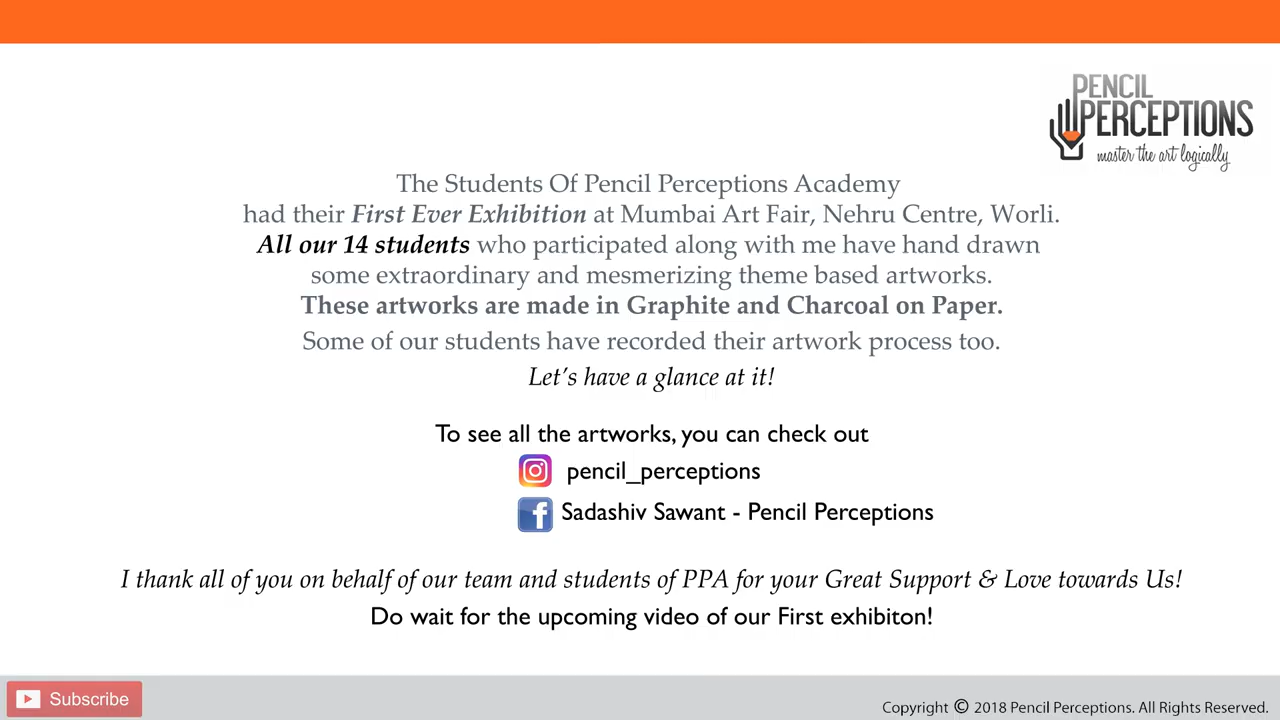 PENCIL
PERCEPTIONS
master the art logically
The Students Of Pencil Perceptions Academy
had their First Ever Exhibition at Mumbai Art Fair, Nehru Centre, Worli.
All our 14 students who participated along with me have hand drawn
some extraordinary and mesmerizing theme based artworks.
These artworks are made in Graphite and Charcoal on Paper.
Some of our students have recorded their artwork process too.
Let's have a glance at it!
To see all the artworks, you can check out
pencil_perceptions
Sadashiv Sawant - Pencil Perceptions
I thank all of you on behalf of our team and students of PPA for your Great Support & Love towards Us!
Do wait for the upcoming video of our First exhibiton!
Subscribe
Copyright © 2018 Pencil Perceptions. All Rights Reserved.